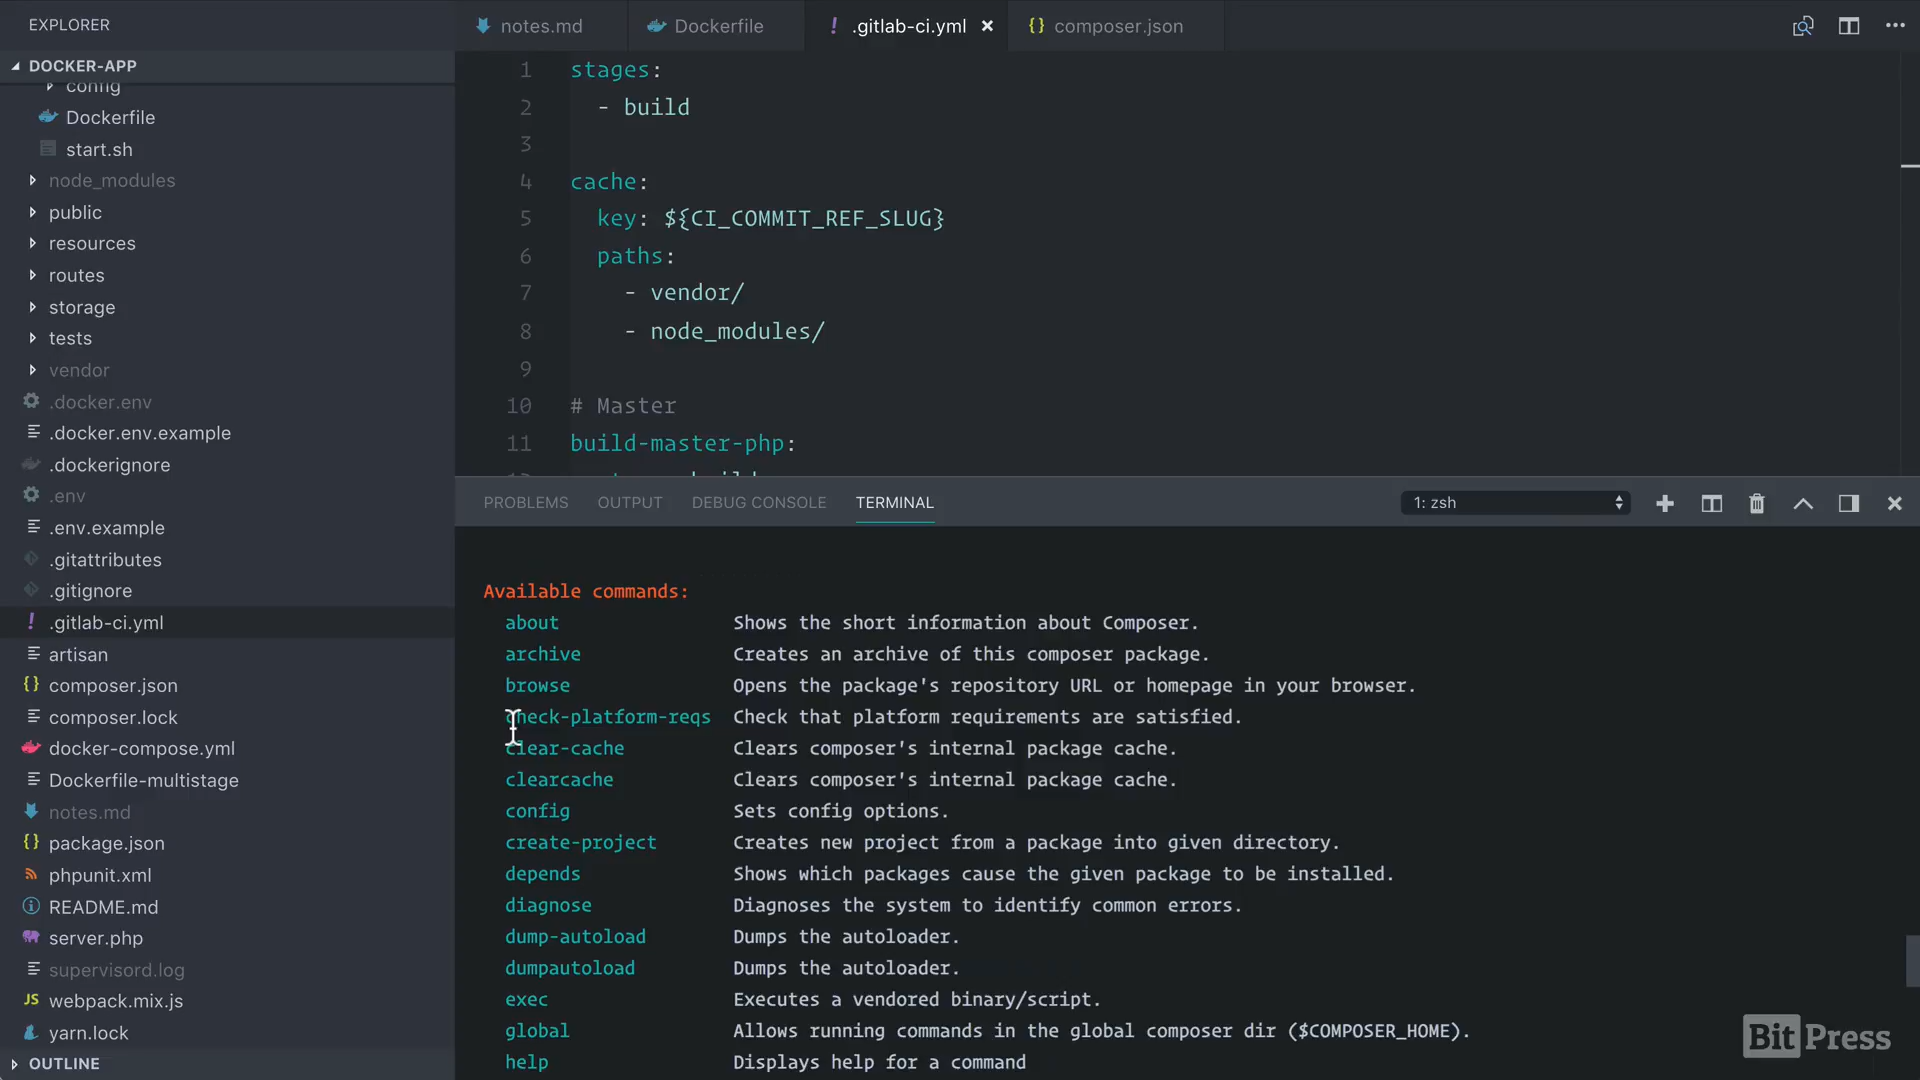 EXPLORER
DOCKER-APP
config
Dockerfile
start.sh
node_modules
public
resources
routes
storage
tests
vendor
.docker.env
.docker.env.example
.dockerignore
.env
.env.example
.gitattributes
.gitignore
.gitlab-ci.yml
artisan
composer.json
composer.lock
docker-compose.yml
Dockerfile-multistage
notes.md
package.json
phpunit.xml
README.md
server.php
supervisord.log
webpack.mix.js
yarn.lock
OUTLINE
notes.md Dockerfile .gitlab-ci.yml composer.json
1 stages:
2 - build
3
4 cache:
5 key: ${CI_COMMIT_REF_SLUG}
6 paths:
7 - vendor/
8 - node_modules/
9
10 # Master
11 build-master-php:
PROBLEMS OUTPUT DEBUG CONSOLE TERMINAL 1: zsh
Available commands:
about Shows the short information about Composer.
archive Creates an archive of this composer package.
browse Opens the package's repository URL or homepage in your browser.
check-platform-reqs Check that platform requirements are satisfied.
clear-cache Clears composer's internal package cache.
clearcache Clears composer's internal package cache.
config Sets config options.
create-project Creates new project from a package into given directory.
depends Shows which packages cause the given package to be installed.
diagnose Diagnoses the system to identify common errors.
dump-autoload Dumps the autoloader.
dumpautoload Dumps the autoloader.
exec Executes a vendored binary/script.
global Allows running commands in the global composer dir ($COMPOSER_HOME).
help Displays help for a command
BitPress